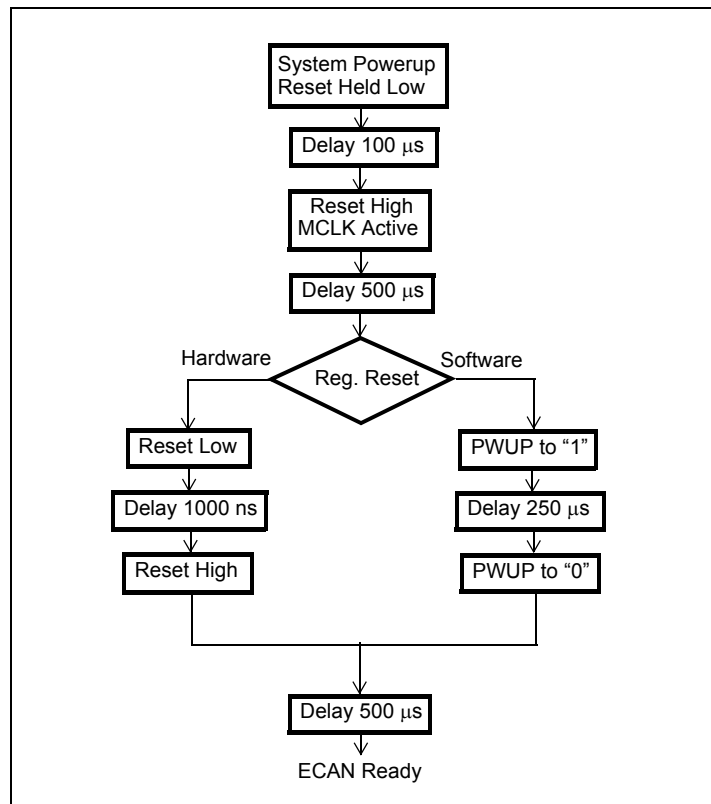 System Powerup
Reset Held Low
Delay 100 μs
Reset High
MCLK Active
Delay 500 μs
Hardware
Software
Reg. Reset
Reset Low
PWUP to “1”
Delay 1000 ns
Delay 250 μs
Reset High
PWUP to “0”
Delay 500 μs
ECAN Ready